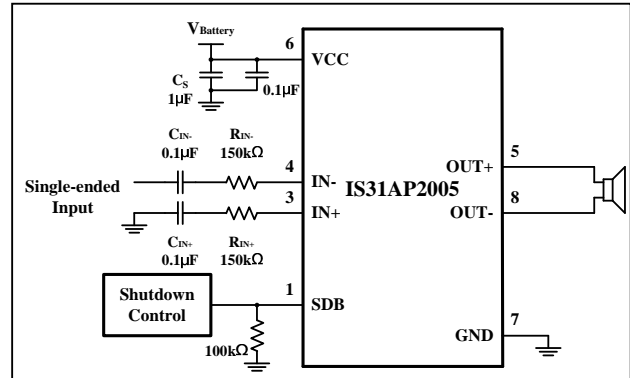 VBattery
6
VCC
CS
1μF
0.1μF
CIN-
0.1μF
RIN-
150kΩ
4
IN-
Single-ended
Input
3
IN+
CIN+
0.1μF
RIN+
150kΩ
IS31AP2005
OUT+
5
OUT-
8
Shutdown
Control
1
SDB
100kΩ
GND
7